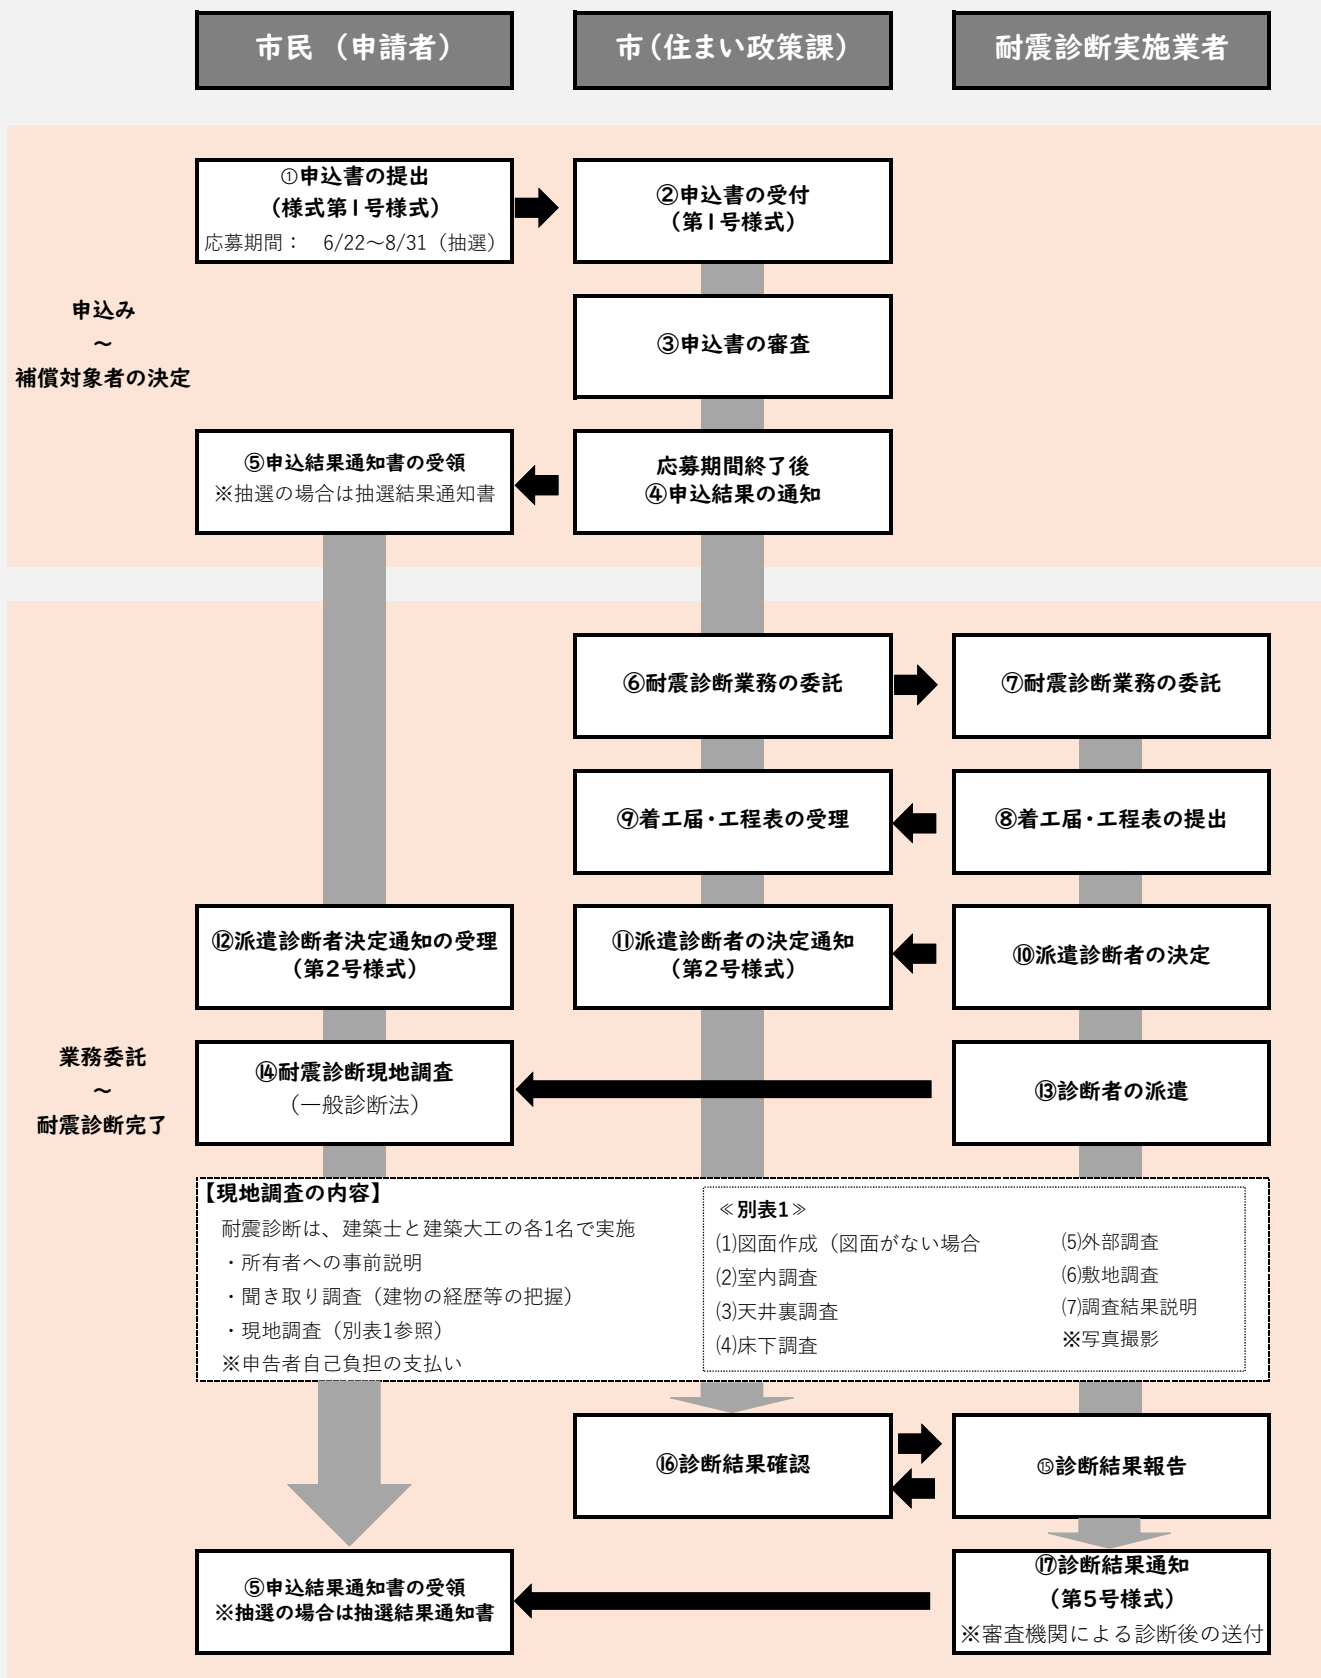 市民 （申請者）
市（住まい政策課）
耐震診断実施業者
①申込書の提出
（様式第1号様式）
応募期間： 6/22～8/31（抽選）
②申込書の受付
（第1号様式）
申込み
～
補償対象者の決定
③申込書の審査
⑤申込結果通知書の受領
※抽選の場合は抽選結果通知書
応募期間終了後
④申込結果の通知
⑥耐震診断業務の委託
⑦耐震診断業務の委託
⑨着工届・工程表の受理
⑧着工届・工程表の提出
⑫派遣診断者決定通知の受理
（第2号様式）
⑪派遣診断者の決定通知
（第2号様式）
⑩派遣診断者の決定
業務委託
～
耐震診断完了
⑭耐震診断現地調査
（一般診断法）
⑬診断者の派遣
【現地調査の内容】
耐震診断は、建築士と建築大工の各1名で実施
・所有者への事前説明
・聞き取り調査（建物の経歴等の把握）
・現地調査（別表1参照）
※申告者自己負担の支払い
≪別表1≫
⑴図面作成（図面がない場合
⑵室内調査
⑶天井裏調査
⑷床下調査
⑸外部調査
⑹敷地調査
⑺調査結果説明
※写真撮影
⑯診断結果確認
⑮診断結果報告
⑤申込結果通知書の受領
※抽選の場合は抽選結果通知書
⑰診断結果通知
（第5号様式）
※審査機関による診断後の送付